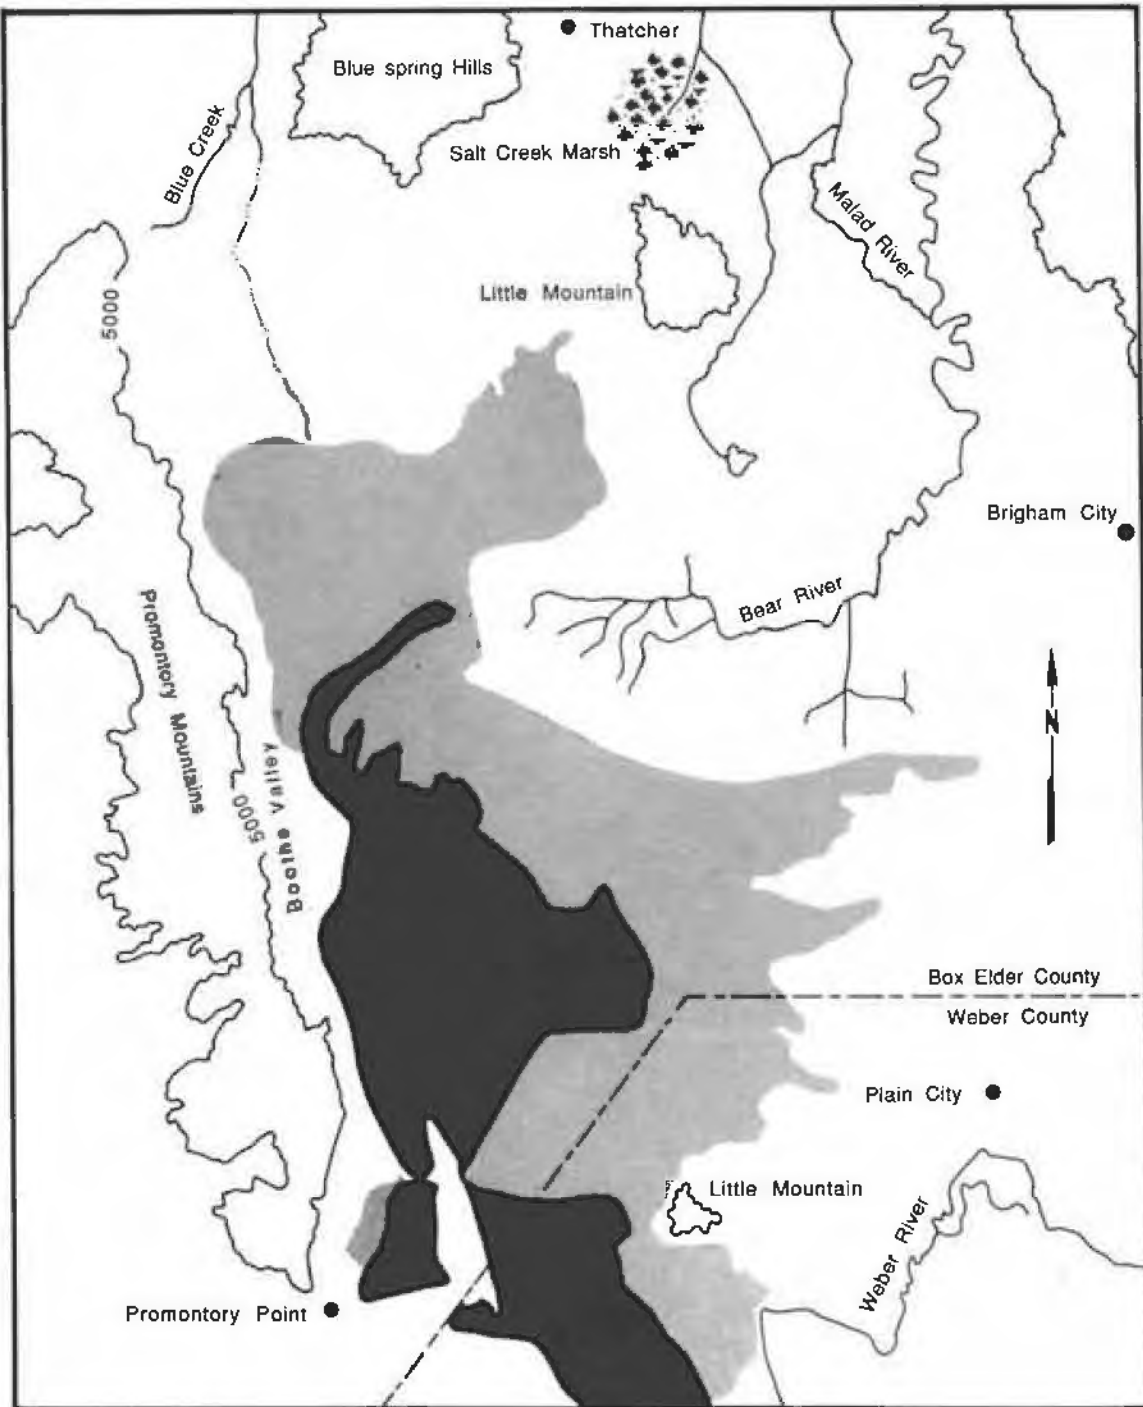 Thatcher
Blue spring Hills
Blue Creek
Salt Creek Marsh
Malad River
Little Mountain
5000
Brigham City
Bear River
Promontory Mountains
N
Boothe Valley
5000
Box Elder County
Weber County
Plain City
Little Mountain
Weber River
Promontory Point